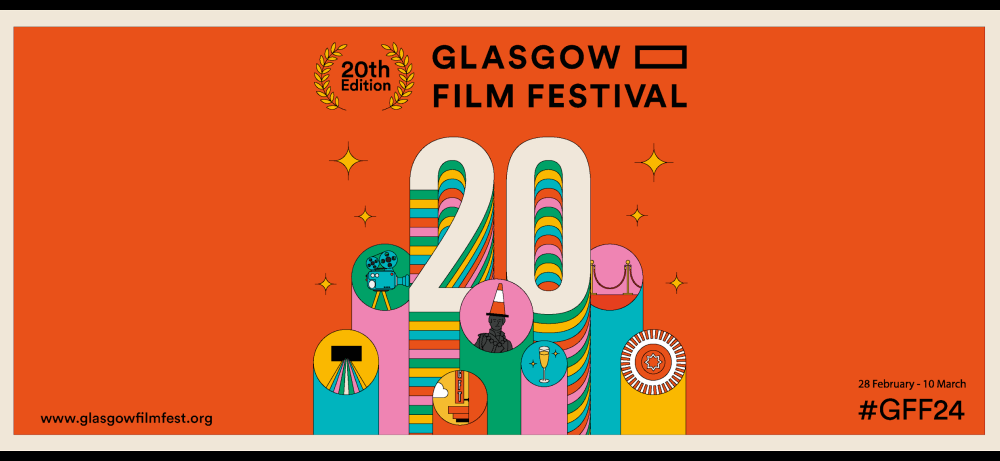 20th
Edition
GLASGOW
FILM FESTIVAL
20
www.glasgowfilmfest.org
28 February - 10 March
#GFF24